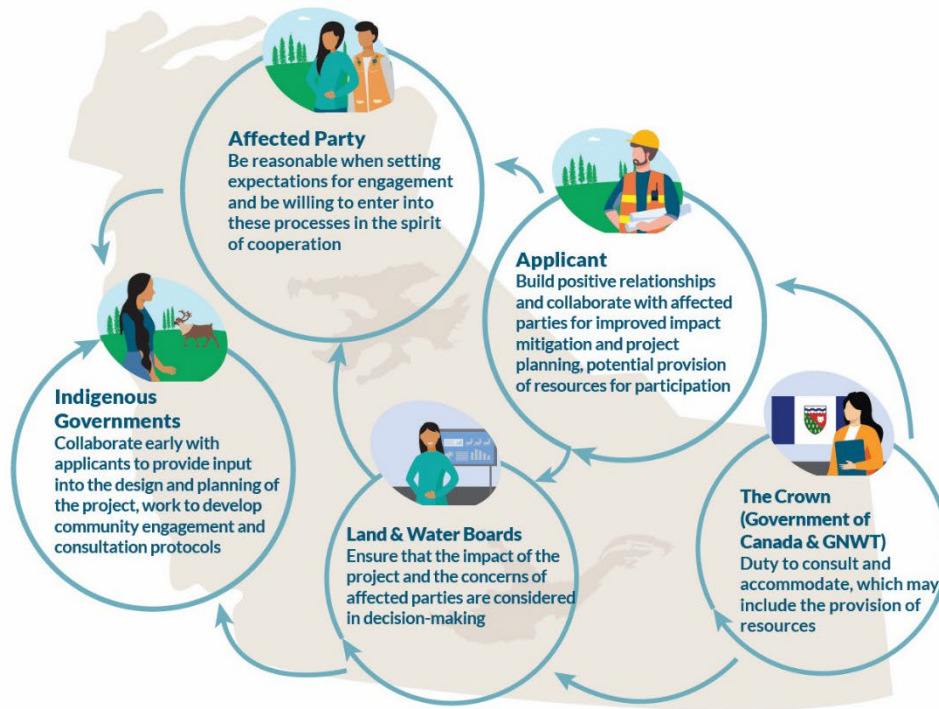 Affected Party
Be reasonable when setting
expectations for engagement
and be willing to enter into
these processes in the spirit
of cooperation
Applicant
Build positive relationships
and collaborate with affected
parties for improved impact
mitigation and project
planning, potential provision
of resources for participation
Indigenous
Governments
Collaborate early with
applicants to provide input
into the design and planning of
the project, work to develop
community engagement and
consultation protocols
Land & Water Boards
Ensure that the impact of the
project and the concerns of
affected parties are considered
in decision-making
The Crown
(Government of
Canada & GNWT)
Duty to consult and
accommodate, which may
include the provision of
resources